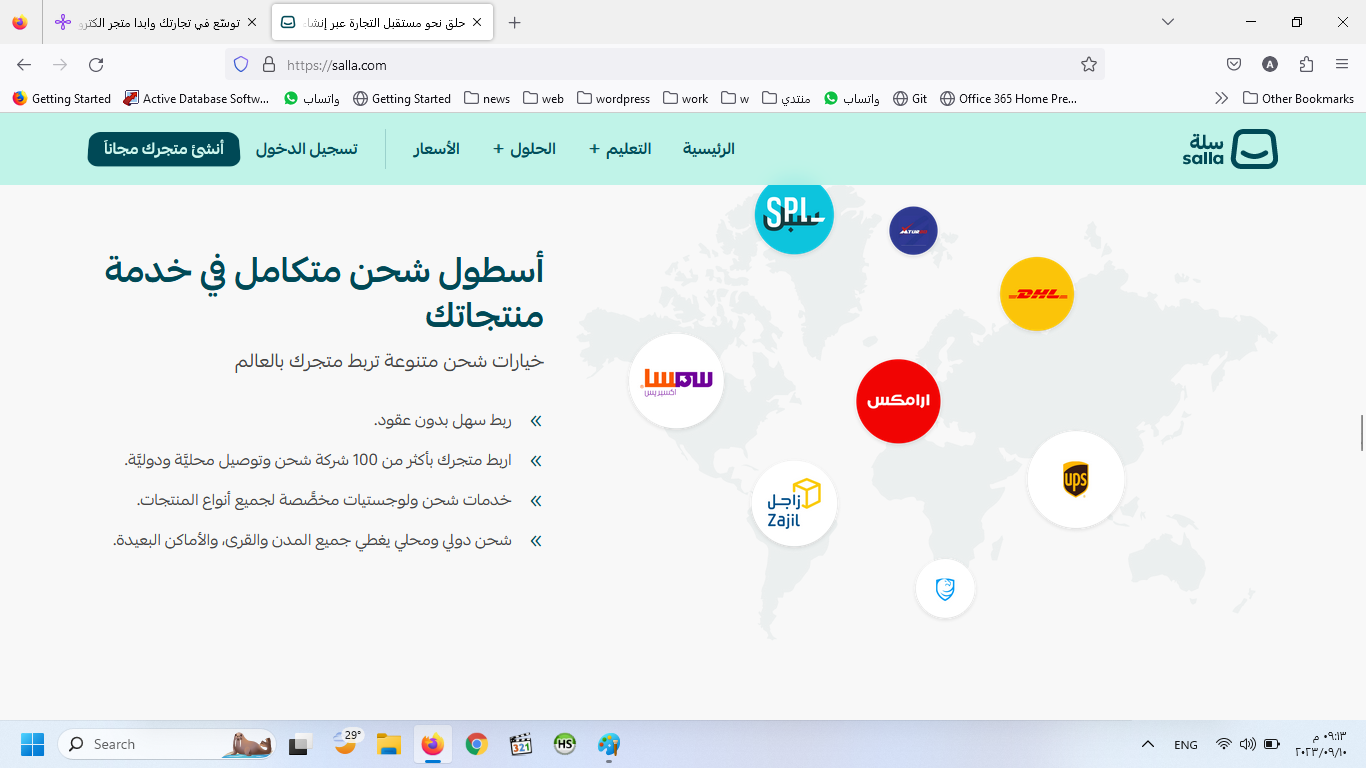 توسّع في تجارتك وابدا متجر الكترو
حلق نحو مستقبل التجارة عبر إنشاء
https://salla.com
Getting Started
Active Database Softw...
واتساب
Getting Started
news
web
wordpress
work
w
منتدي
واتساب
Git
Office 365 Home Pre...
Other Bookmarks
سلة
salla
الرئيسية
التعليم +
الحلول +
الأسعار
تسجيل الدخول
أنشئ متجرك مجاناً
SPL
سبل
DHL
أسطول شحن متكامل في خدمة
منتجاتك
خيارات شحن متنوعة تربط متجرك بالعالم
سمسا
اكسبريس
ارامكس
» ربط سهل بدون عقود.
» اربط متجرك بأكثر من 100 شركة شحن وتوصيل محليَّة ودوليَّة.
» خدمات شحن ولوجستيات مخصَّصة لجميع أنواع المنتجات.
» شحن دولي ومحلي يغطي جميع المدن والقرى، والأماكن البعيدة.
ups
زاجل
Zajil
Search
29°
321
HS
ENG
٠٩:١٣ م
٢٠٢٣/٠٩/١٠